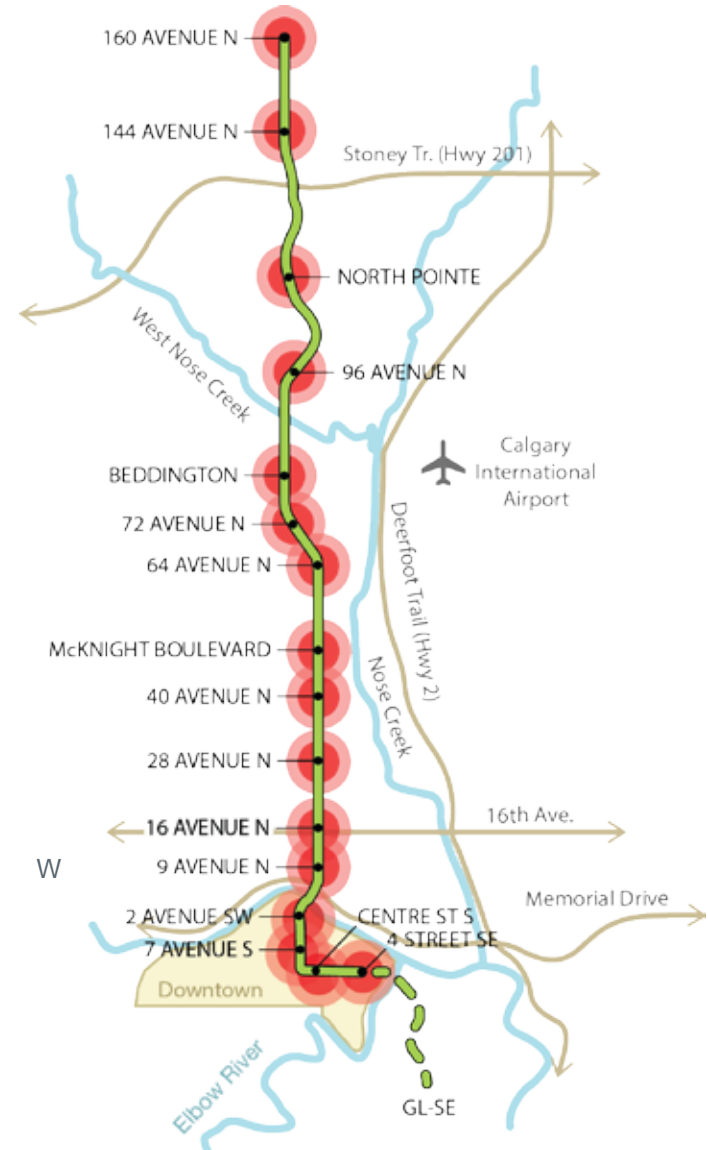 160 AVENUE N
144 AVENUE N
Stoney Tr. (Hwy 201)
NORTH POINTE
West Nose Creek
96 AVENUE N
Calgary
International
Airport
BEDDINGTON
72 AVENUE N
Deerfoot Trail (Hwy 2)
64 AVENUE N
McKNIGHT BOULEVARD
Nose Creek
40 AVENUE N
28 AVENUE N
16 AVENUE N
16th Ave.
9 AVENUE N
W
Memorial Drive
2 AVENUE SW
CENTRE ST S
4 STREET SE
7 AVENUE S
Downtown
Elbow River
GL-SE